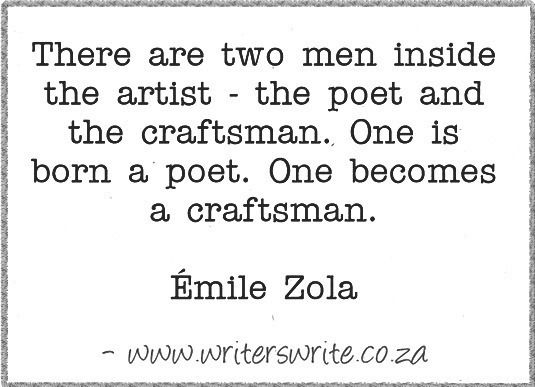 There are two men inside
the artist - the poet and
the craftsman. One is
born a poet. One becomes
a craftsman.
Émile Zola
- www.writerswrite.co.za